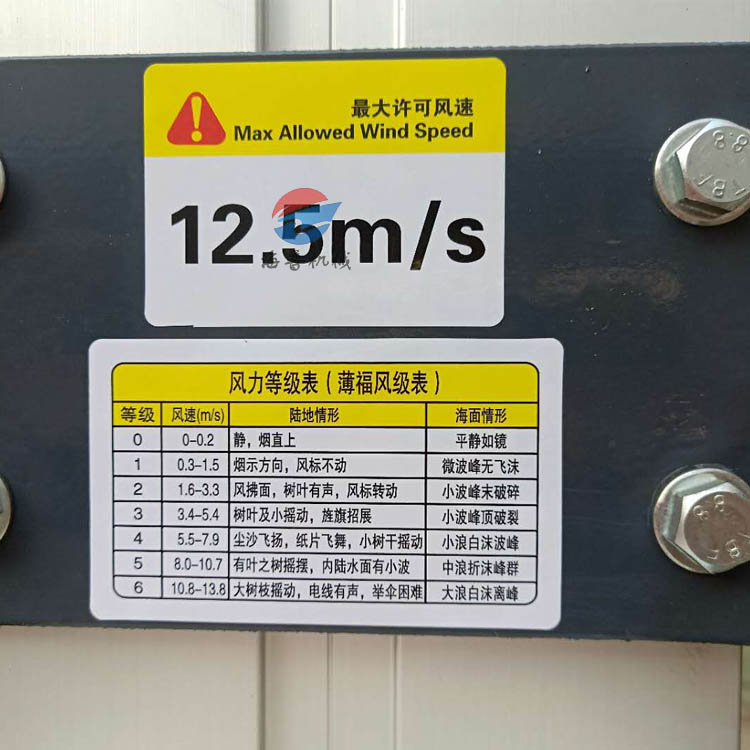 最大许可风速
Max Allowed Wind Speed
12.5m/s
海普机械
风力等级表（薄福风级表）
等级 风速(m/s) 陆地情形 海面情形
0 0-0.2 静，烟直上 平静如镜
1 0.3-1.5 烟示方向，风标不动 微波峰无飞沫
2 1.6-3.3 风拂面，树叶有声，风标转动 小波峰未破碎
3 3.4-5.4 树叶及小摇动，旌旗招展 小波峰顶破裂
4 5.5-7.9 尘沙飞扬，纸片飞舞，小树干摇动 小浪白沫波峰
5 8.0-10.7 有叶之树摇摆，内陆水面有小波 中浪折沫峰群
6 10.8-13.8 大树枝摇动，电线有声，举伞困难 大浪白沫离峰
8.8
8.8